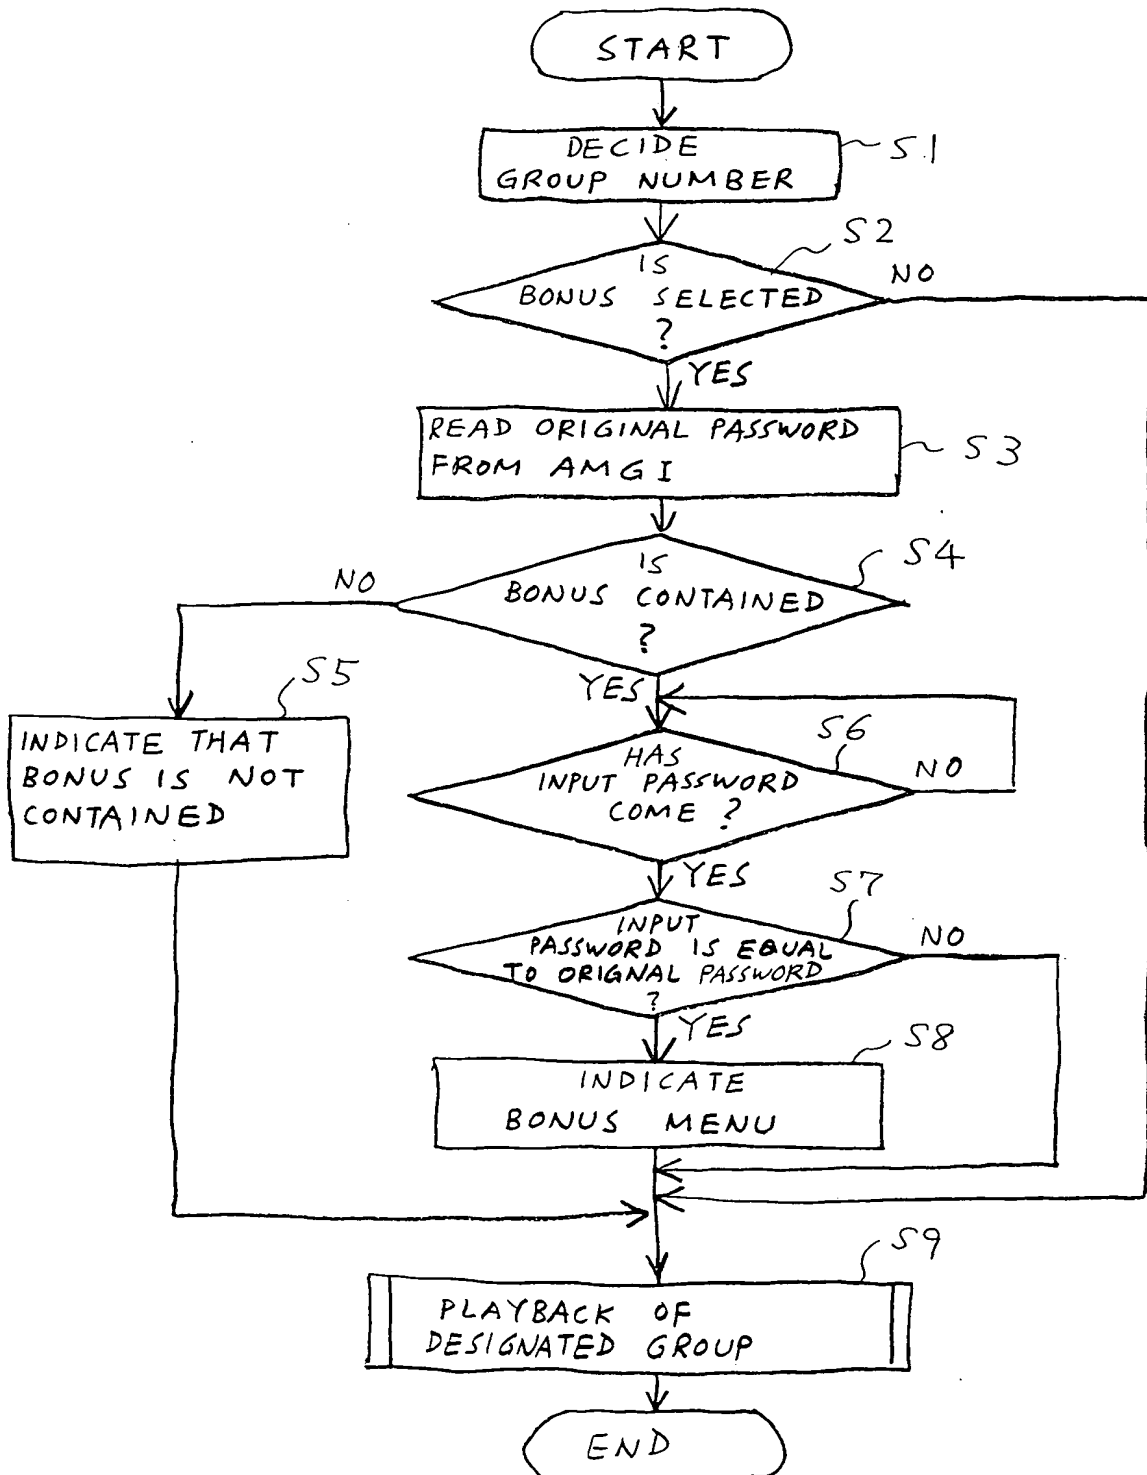 START
DECIDE
GROUP NUMBER
S1
IS
BONUS SELECTED
?
S2
NO
YES
READ ORIGINAL PASSWORD
FROM AMGI
S3
IS
BONUS CONTAINED
?
S4
NO
YES
S5
INDICATE THAT
BONUS IS NOT
CONTAINED
HAS
INPUT PASSWORD
COME ?
S6
NO
YES
INPUT
PASSWORD IS EQUAL
TO ORIGNAL PASSWORD
?
S7
NO
YES
S8
INDICATE
BONUS MENU
S9
PLAYBACK OF
DESIGNATED GROUP
END